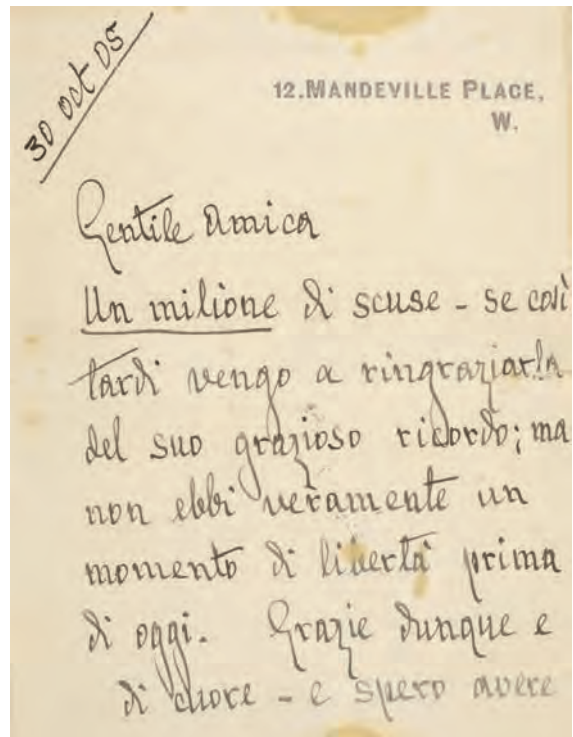 30 oct 05
12.MANDEVILLE PLACE,
W.
Gentile Amica
Un milione di scuse - se così
tardi vengo a ringraziarla
del suo grazioso ricordo; ma
non ebbi veramente un
momento di libertà prima
di oggi. Grazie dunque e
di cuore - e spero avere